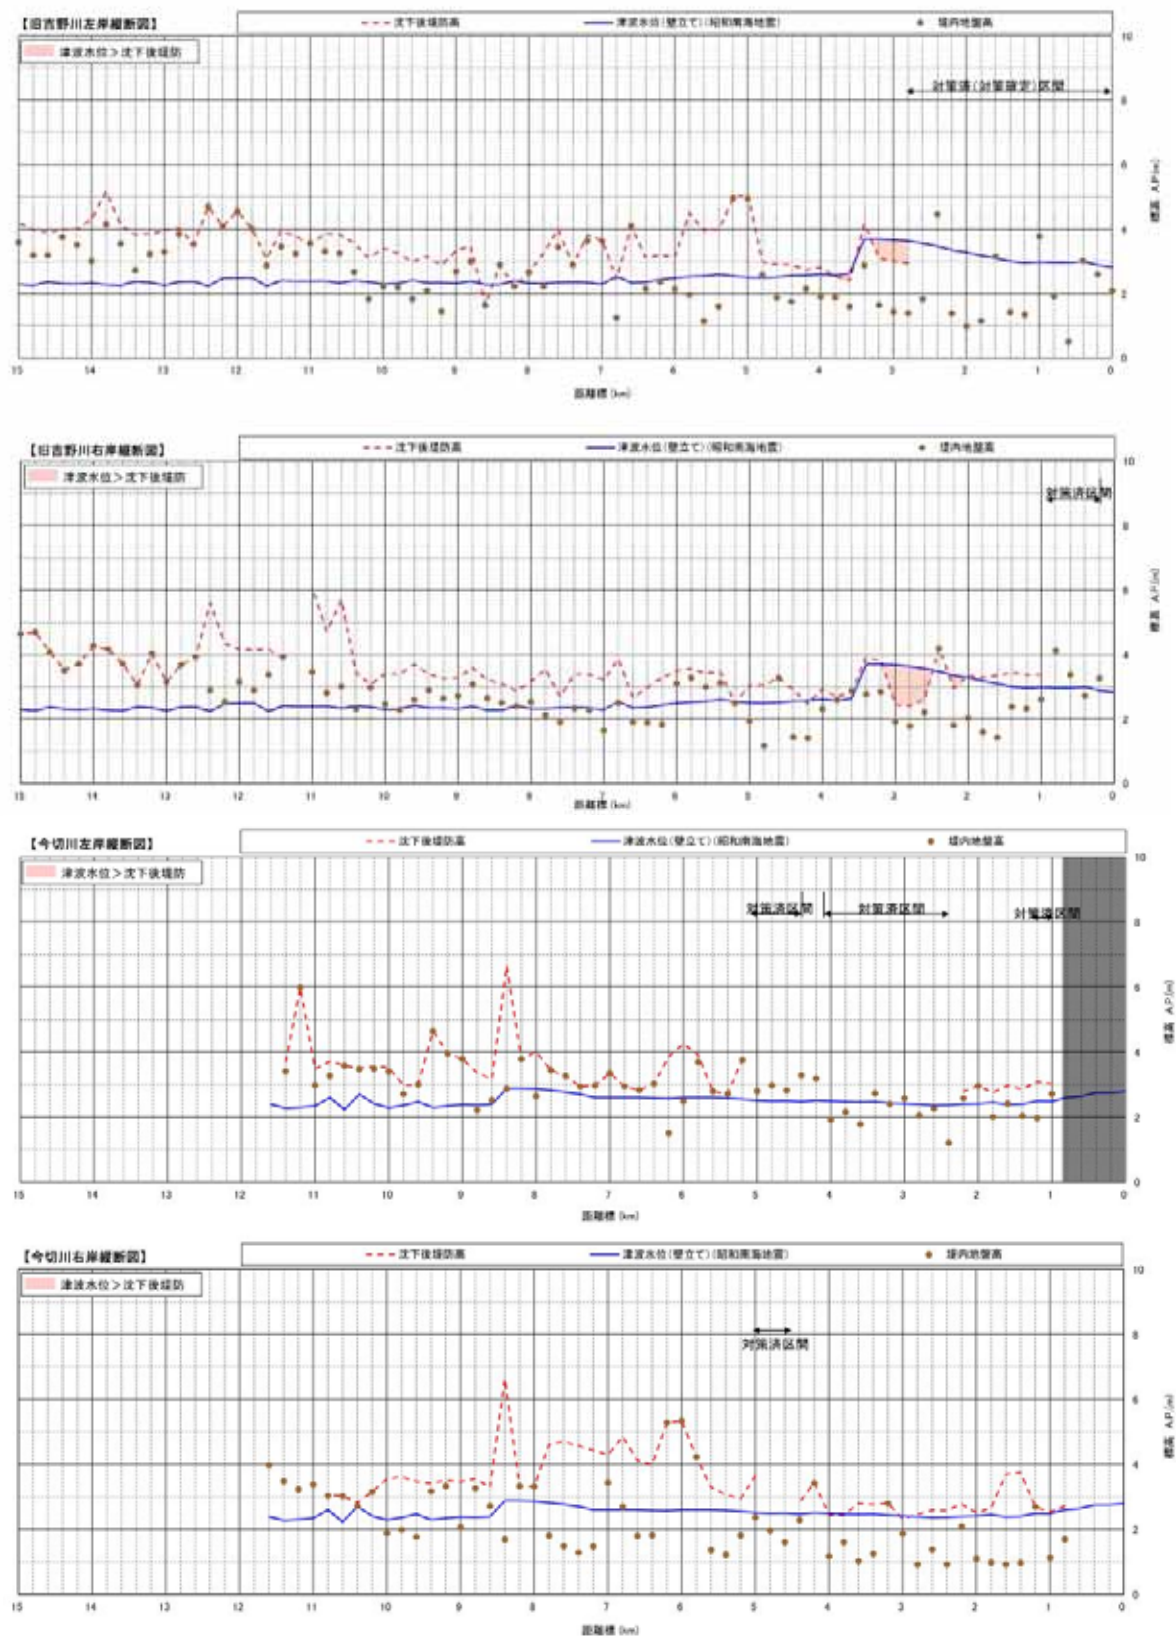 【旧吉野川左岸縦断図】
沈下後堤防高 津波水位(壁立て)(昭和南海地震) 堤内地盤高
津波水位＞沈下後堤防
対策済(対策確定)区間
10
8
6
4
2
0
標高 A.P.(m)
15 14 13 12 11 10 9 8 7 6 5 4 3 2 1 0
距離標 (km)
【旧吉野川右岸縦断図】
沈下後堤防高 津波水位(壁立て)(昭和南海地震) 堤内地盤高
津波水位＞沈下後堤防
対策済区間
10
8
6
4
2
0
標高 A.P.(m)
15 14 13 12 11 10 9 8 7 6 5 4 3 2 1 0
距離標 (km)
【今切川左岸縦断図】
沈下後堤防高 津波水位(壁立て)(昭和南海地震) 堤内地盤高
津波水位＞沈下後堤防
対策済区間 対策済区間 対策済区間
10
8
6
4
2
0
標高 A.P.(m)
15 14 13 12 11 10 9 8 7 6 5 4 3 2 1 0
距離標 (km)
【今切川右岸縦断図】
沈下後堤防高 津波水位(壁立て)(昭和南海地震) 堤内地盤高
津波水位＞沈下後堤防
対策済区間
10
8
6
4
2
0
標高 A.P.(m)
15 14 13 12 11 10 9 8 7 6 5 4 3 2 1 0
距離標 (km)